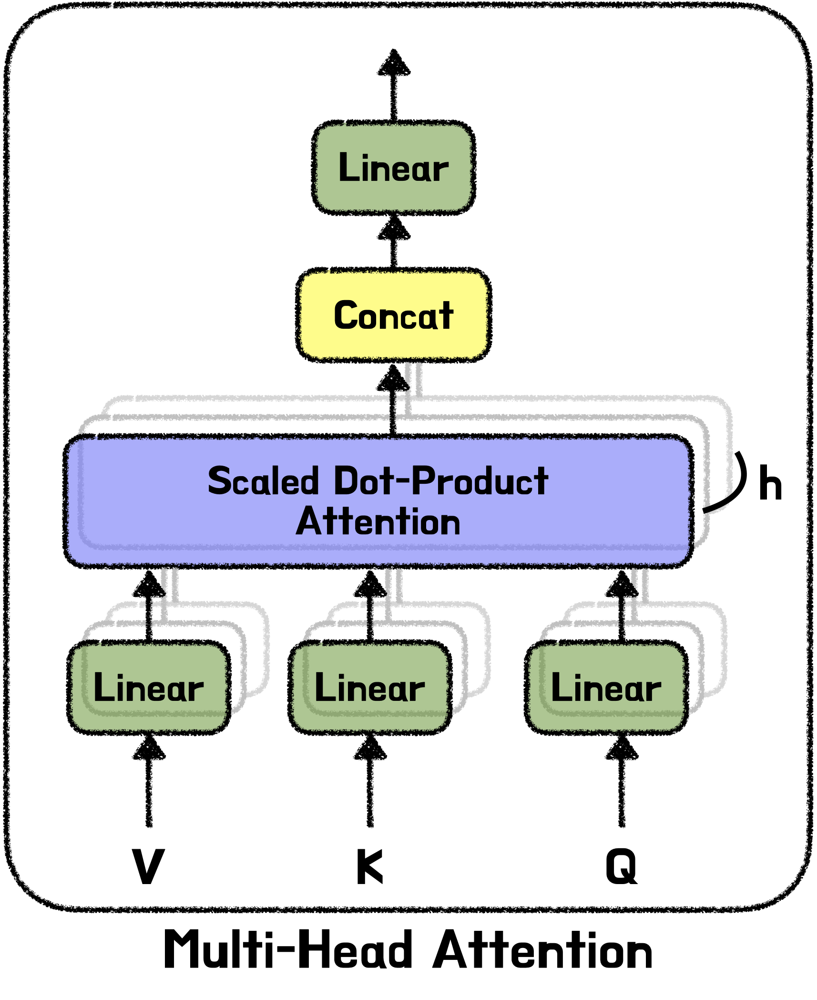 Linear
Concat
Scaled Dot-Product
Attention
h
Linear Linear Linear
V K Q
Multi-Head Attention